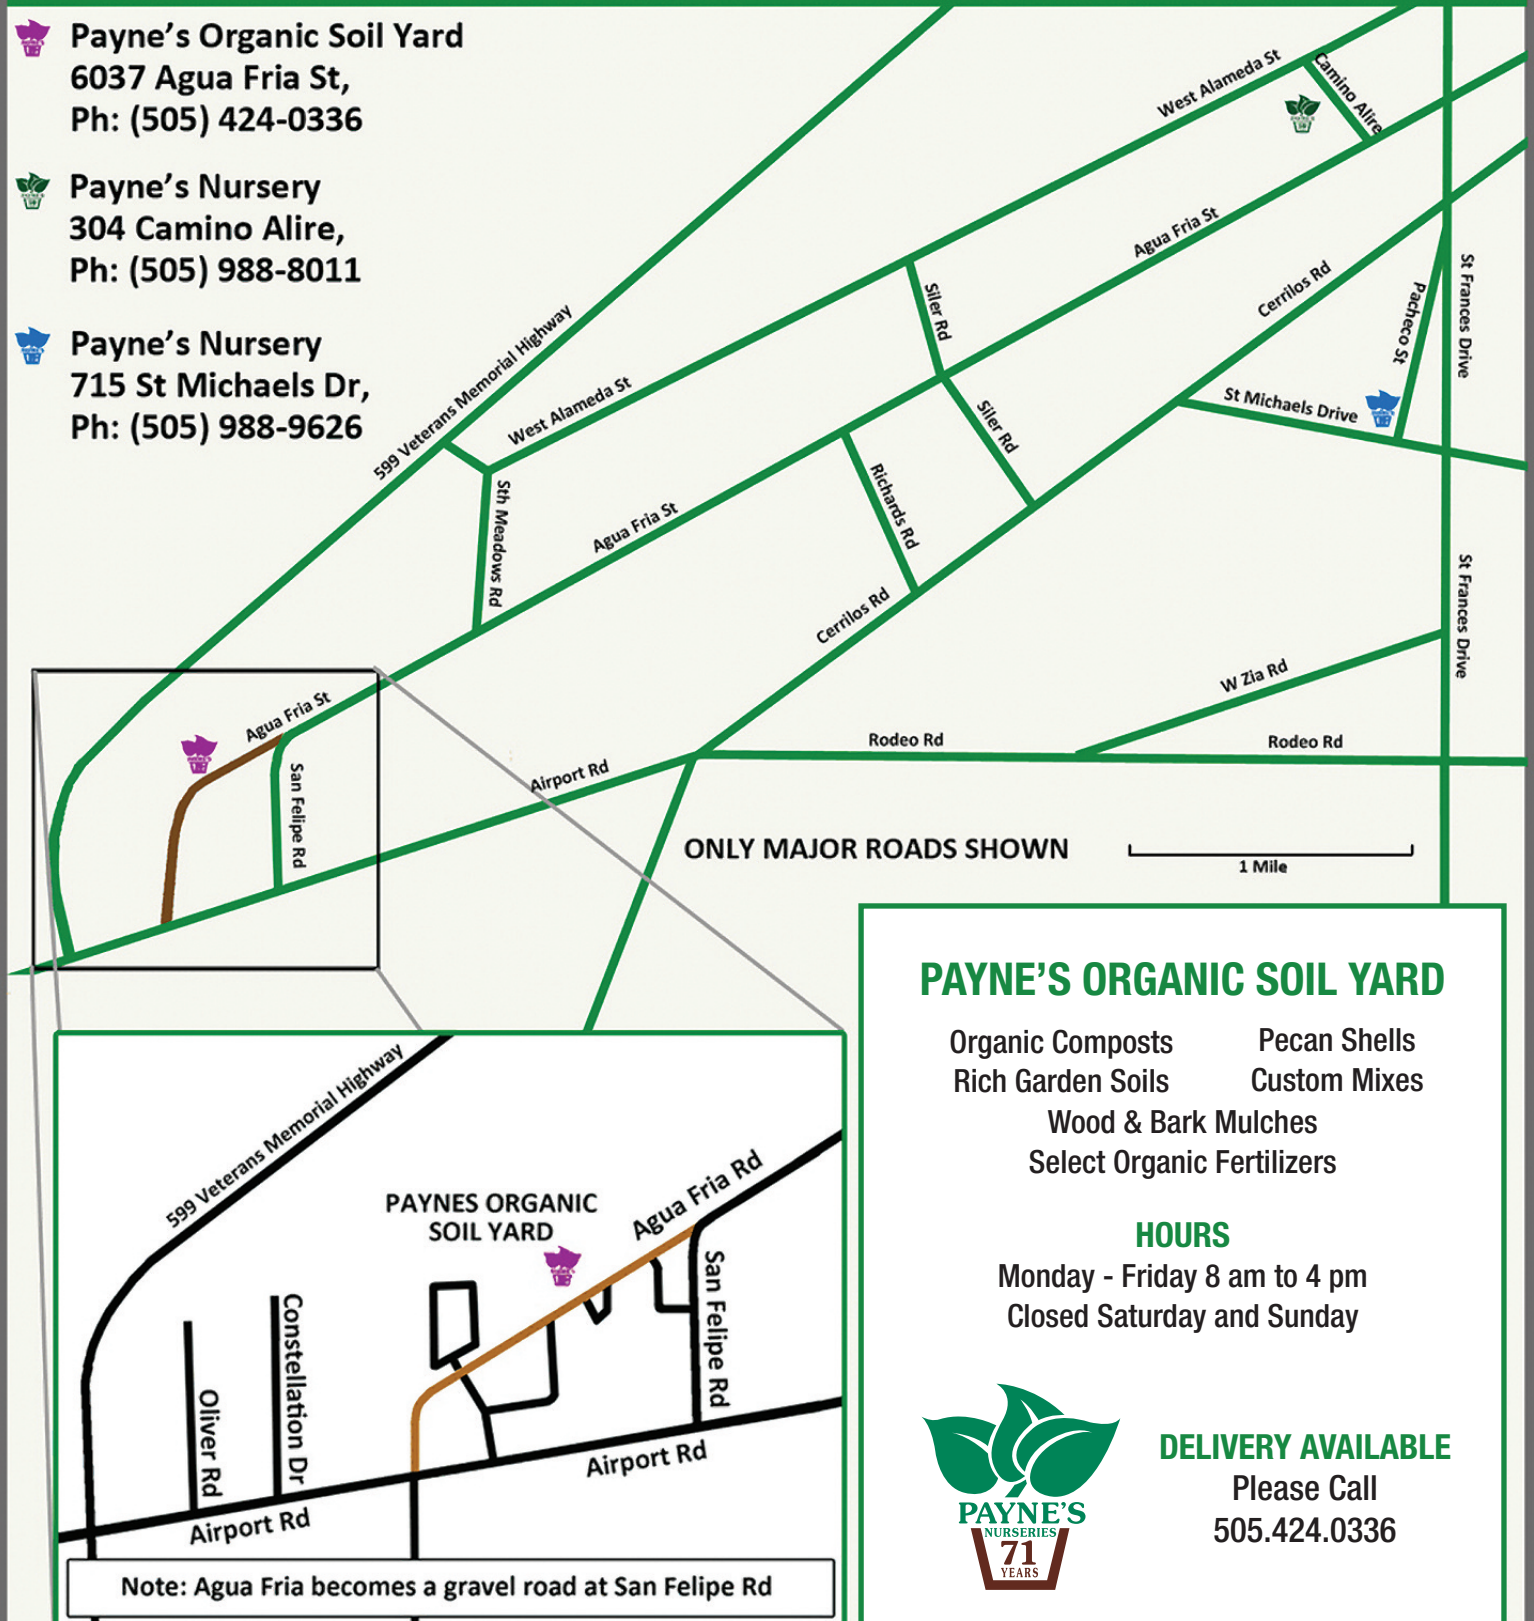 Payne's Organic Soil Yard
6037 Agua Fria St,
Ph: (505) 424-0336
Payne's Nursery
304 Camino Alire,
Ph: (505) 988-8011
Payne's Nursery
715 St Michaels Dr,
Ph: (505) 988-9626
West Alameda St
Camino Alire
Agua Fria St
Cerrilos Rd
St Frances Drive
Pacheco St
St Michaels Drive
Siler Rd
Siler Rd
599 Veterans Memorial Highway
West Alameda St
Sth Meadows Rd
Agua Fria St
Richards Rd
Cerrilos Rd
St Frances Drive
W Zia Rd
Rodeo Rd
Rodeo Rd
Agua Fria St
San Felipe Rd
Airport Rd
ONLY MAJOR ROADS SHOWN
1 Mile
599 Veterans Memorial Highway
PAYNES ORGANIC
SOIL YARD
Agua Fria Rd
San Felipe Rd
Constellation Dr
Oliver Rd
Airport Rd
Airport Rd
Note: Agua Fria becomes a gravel road at San Felipe Rd
PAYNE'S ORGANIC SOIL YARD
Organic Composts
Pecan Shells
Rich Garden Soils
Custom Mixes
Wood & Bark Mulches
Select Organic Fertilizers
HOURS
Monday - Friday 8 am to 4 pm
Closed Saturday and Sunday
PAYNE'S
NURSERIES
71
YEARS
DELIVERY AVAILABLE
Please Call
505.424.0336